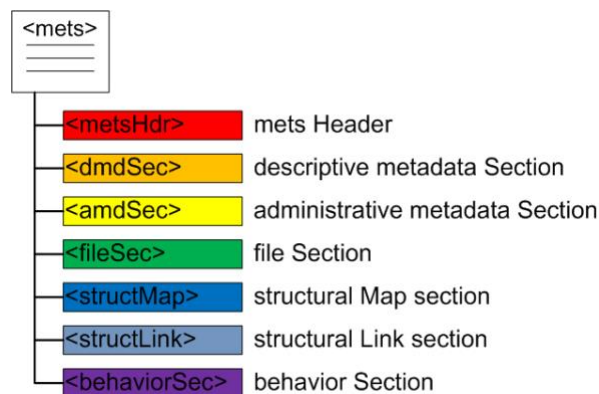 <mets>
<metsHdr> mets Header
<dmdSec> descriptive metadata Section
<amdSec> administrative metadata Section
<fileSec> file Section
<structMap> structural Map section
<structLink> structural Link section
<behaviorSec> behavior Section